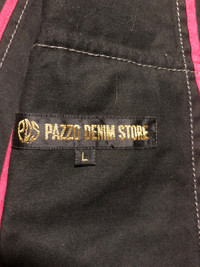 PDS PAZZO DENIM STORE
L